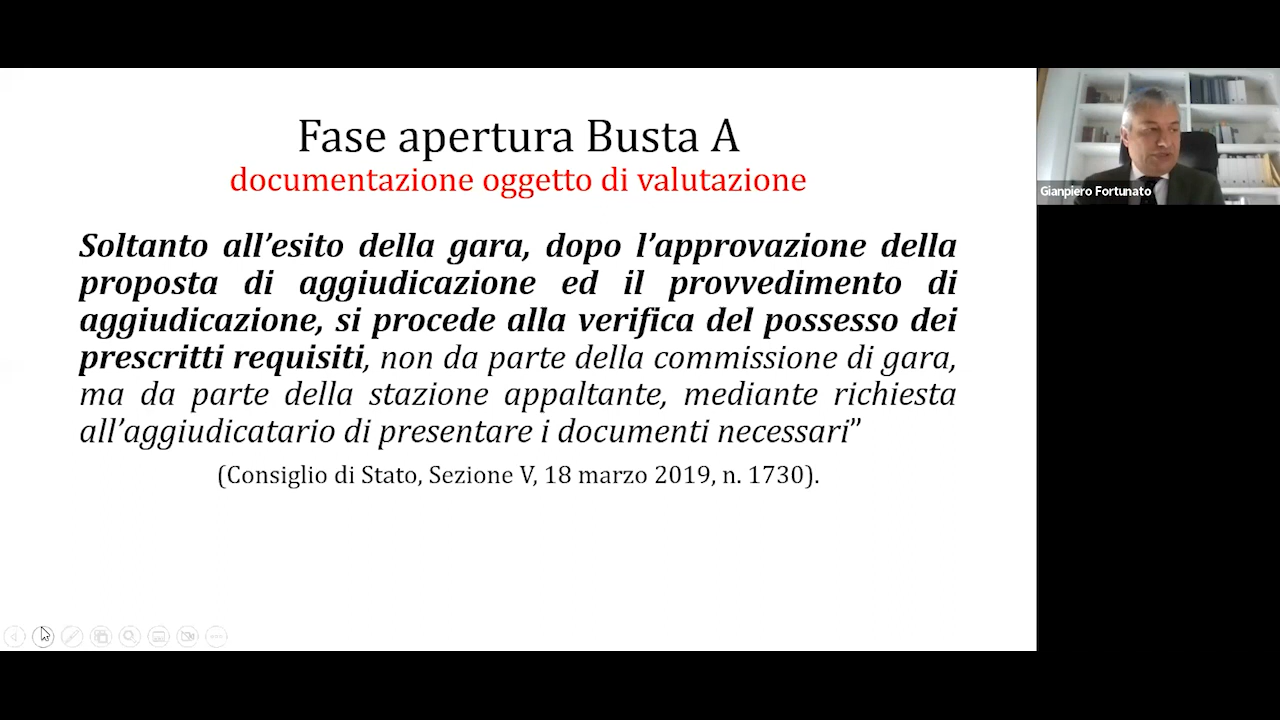 Fase apertura Busta A
documentazione oggetto di valutazione
Soltanto all’esito della gara, dopo l’approvazione della
proposta di aggiudicazione ed il provvedimento di
aggiudicazione, si procede alla verifica del possesso dei
prescritti requisiti, non da parte della commissione di gara,
ma da parte della stazione appaltante, mediante richiesta
all’aggiudicatario di presentare i documenti necessari”
(Consiglio di Stato, Sezione V, 18 marzo 2019, n. 1730).
Gianpiero Fortunato